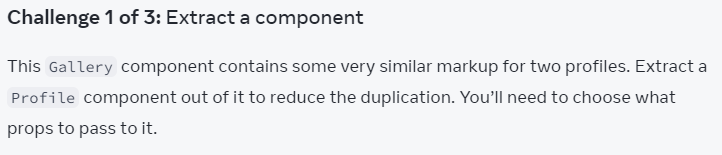 Challenge 1 of 3: Extract a component
This Gallery component contains some very similar markup for two profiles. Extract a
Profile component out of it to reduce the duplication. You’ll need to choose what
props to pass to it.